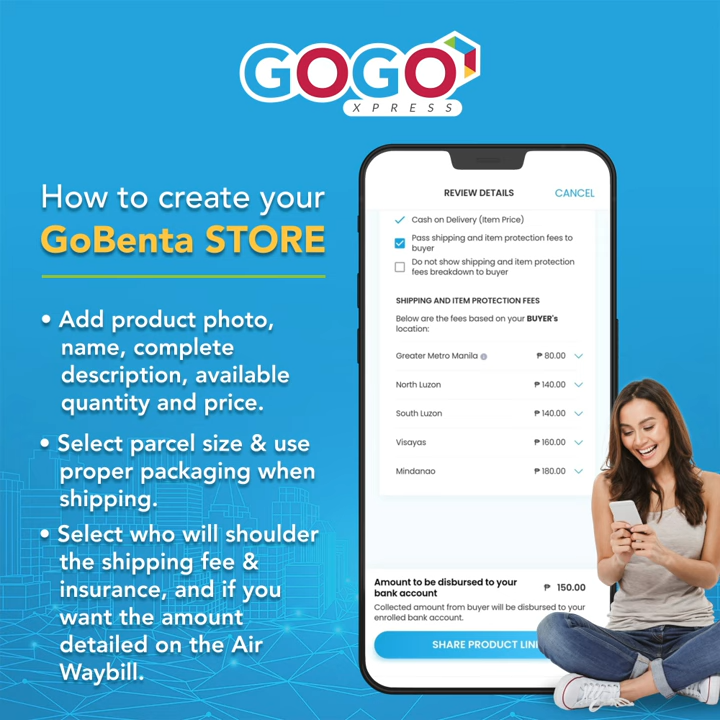 GOGO
XPRESS
How to create your
GoBenta STORE
• Add product photo,
name, complete
description, available
quantity and price.
• Select parcel size & use
proper packaging when
shipping.
• Select who will shoulder
the shipping fee &
insurance, and if you
want the amount
detailed on the Air
Waybill.
REVIEW DETAILS CANCEL
Cash on Delivery (Item Price)
Pass shipping and item protection fees to
buyer
Do not show shipping and item protection
fees breakdown to buyer
SHIPPING AND ITEM PROTECTION FEES
Below are the fees based on your BUYER's
location:
Greater Metro Manila ₱ 80.00
North Luzon ₱ 140.00
South Luzon ₱ 140.00
Visayas ₱ 160.00
Mindanao ₱ 180.00
Amount to be disbursed to your
bank account ₱ 150.00
Collected amount from buyer will be disbursed to your
enrolled bank account.
SHARE PRODUCT LIN